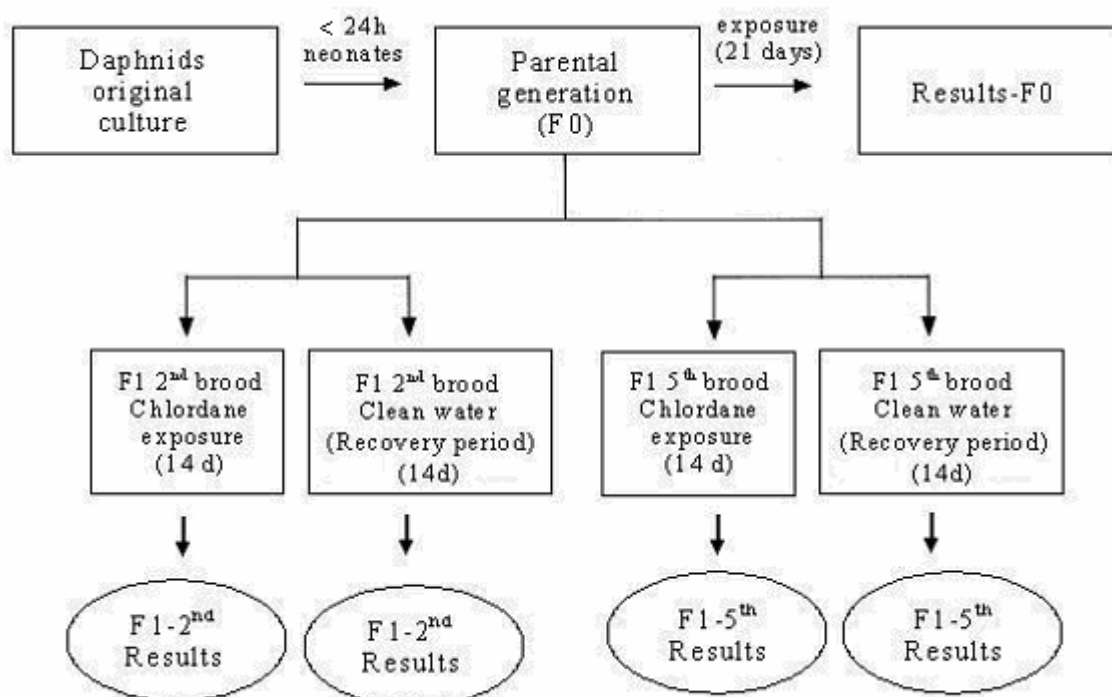 Daphnids
original
culture
< 24h
neonates
Parental
generation
(F0)
exposure
(21 days)
Results-F0
F1 2nd brood
Chlordane
exposure
(14 d)
F1 2nd brood
Clean water
(Recovery period)
(14d)
F1 5th brood
Chlordane
exposure
(14 d)
F1 5th brood
Clean water
(Recovery period)
(14d)
F1-2nd
Results
F1-2nd
Results
F1-5th
Results
F1-5th
Results